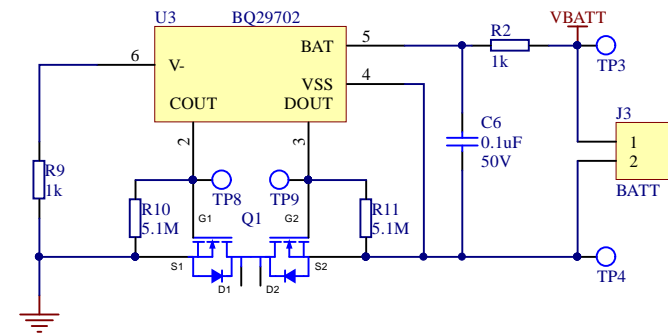 U3 BQ29702
VBATT
6
V-
BAT
5
R2
1k
TP3
VSS
4
COUT
DOUT
J3
2
3
C6
0.1uF
50V
1
2
BATT
R9
1k
TP8
TP9
R10
5.1M
G1
Q1
G2
R11
5.1M
S1
D1
D2
S2
TP4